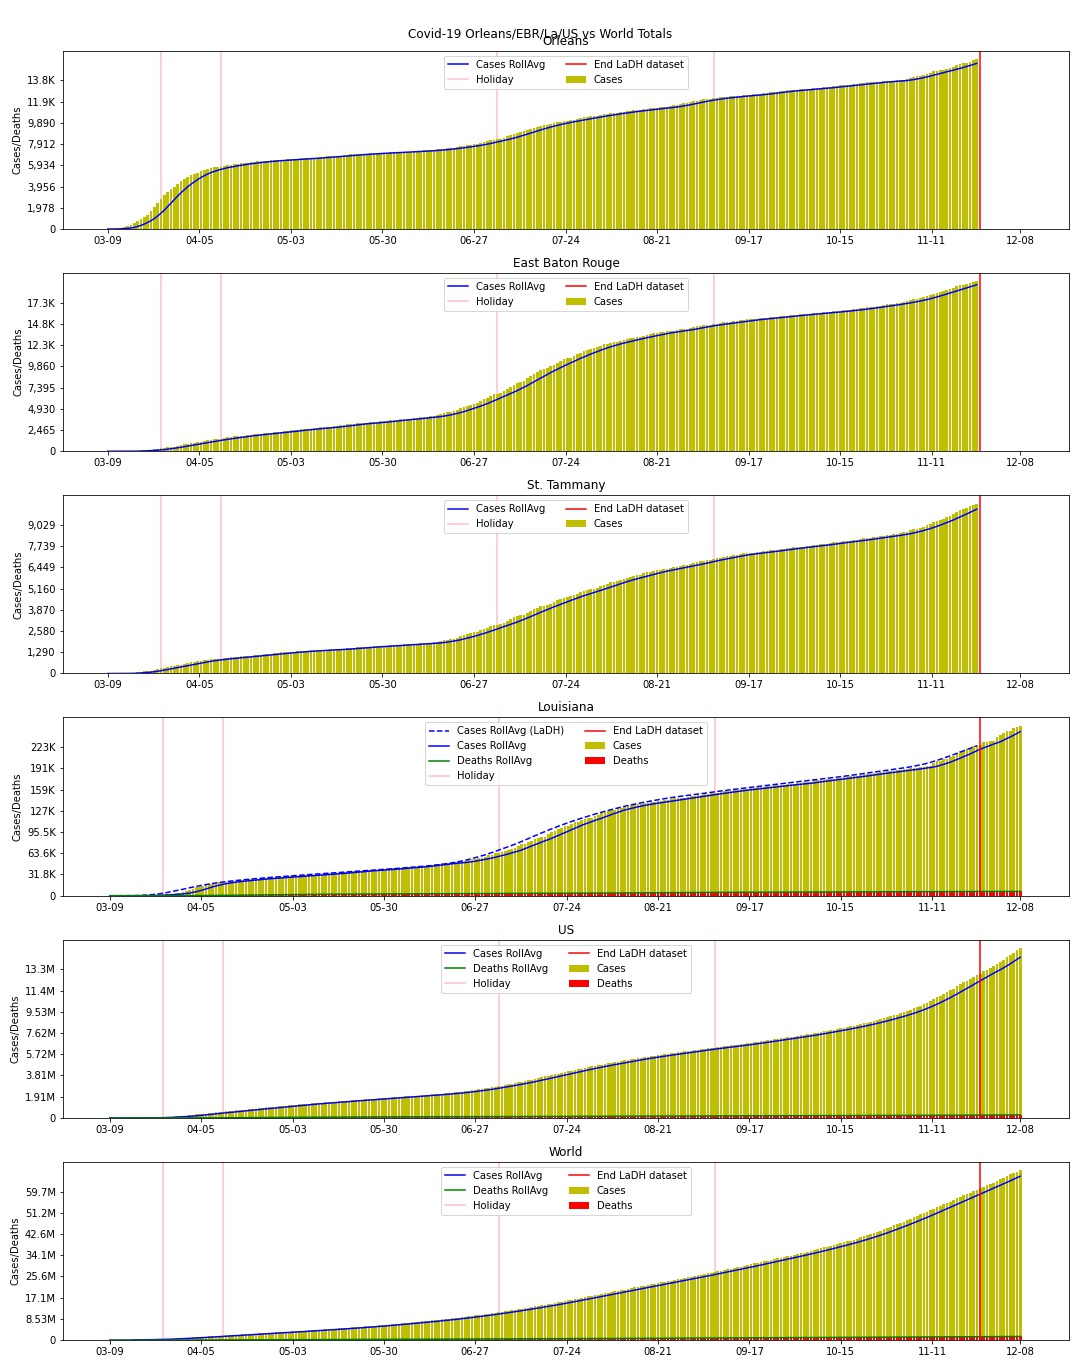 Covid-19 Orleans/EBR/La/US vs World Totals
Orleans
Cases RollAvg
Holiday
End LaDH dataset
Cases
Cases/Deaths
13.8K
11.9K
9,890
7,912
5,934
3,956
1,978
0
03-09 04-05 05-03 05-30 06-27 07-24 08-21 09-17 10-15 11-11 12-08
East Baton Rouge
Cases RollAvg
Holiday
End LaDH dataset
Cases
Cases/Deaths
17.3K
14.8K
12.3K
9,860
7,395
4,930
2,465
0
03-09 04-05 05-03 05-30 06-27 07-24 08-21 09-17 10-15 11-11 12-08
St. Tammany
Cases RollAvg
Holiday
End LaDH dataset
Cases
Cases/Deaths
9,029
7,739
6,449
5,160
3,870
2,580
1,290
0
03-09 04-05 05-03 05-30 06-27 07-24 08-21 09-17 10-15 11-11 12-08
Louisiana
Cases RollAvg (LaDH)
Cases RollAvg
Deaths RollAvg
Holiday
End LaDH dataset
Cases
Deaths
Cases/Deaths
223K
191K
159K
127K
95.5K
63.6K
31.8K
0
03-09 04-05 05-03 05-30 06-27 07-24 08-21 09-17 10-15 11-11 12-08
US
Cases RollAvg
Deaths RollAvg
Holiday
End LaDH dataset
Cases
Deaths
Cases/Deaths
13.3M
11.4M
9.53M
7.62M
5.72M
3.81M
1.91M
0
03-09 04-05 05-03 05-30 06-27 07-24 08-21 09-17 10-15 11-11 12-08
World
Cases RollAvg
Deaths RollAvg
Holiday
End LaDH dataset
Cases
Deaths
Cases/Deaths
59.7M
51.2M
42.6M
34.1M
25.6M
17.1M
8.53M
0
03-09 04-05 05-03 05-30 06-27 07-24 08-21 09-17 10-15 11-11 12-08